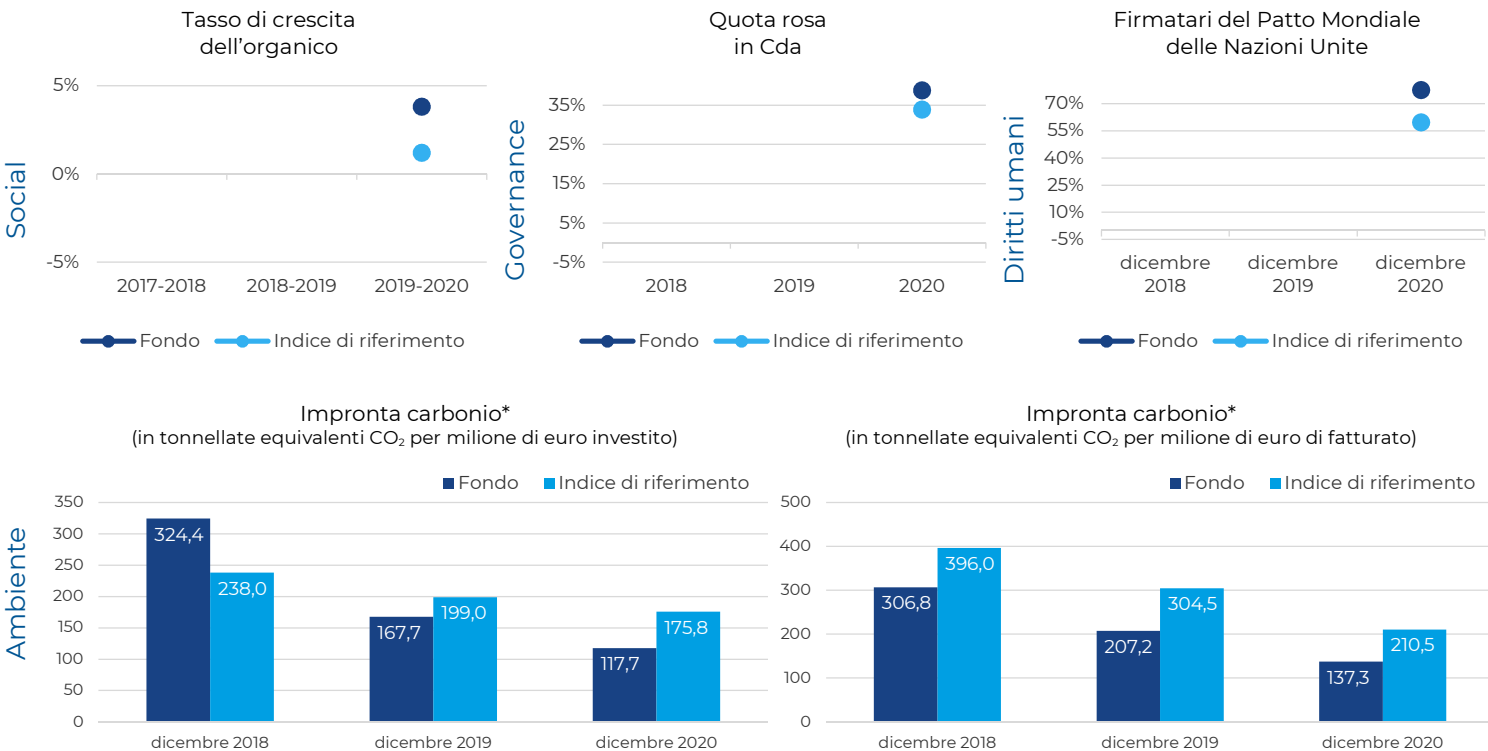 Social
Tasso di crescita
dell'organico
5%
0%
-5%
2017-2018
2018-2019
2019-2020
Fondo
Indice di riferimento
Governance
Quota rosa
in Cda
35%
25%
15%
5%
-5%
2018
2019
2020
Fondo
Indice di riferimento
Diritti umani
Firmatari del Patto Mondiale
delle Nazioni Unite
70%
55%
40%
25%
10%
-5%
dicembre
2018
dicembre
2019
dicembre
2020
Fondo
Indice di riferimento
Ambiente
Impronta carbonio*
(in tonnellate equivalenti CO₂ per milione di euro investito)
Fondo
Indice di riferimento
350
300
250
200
150
100
50
0
324,4
238,0
167,7
199,0
117,7
175,8
dicembre 2018
dicembre 2019
dicembre 2020
Impronta carbonio*
(in tonnellate equivalenti CO₂ per milione di euro di fatturato)
Fondo
Indice di riferimento
500
400
300
200
100
0
306,8
396,0
207,2
304,5
137,3
210,5
dicembre 2018
dicembre 2019
dicembre 2020